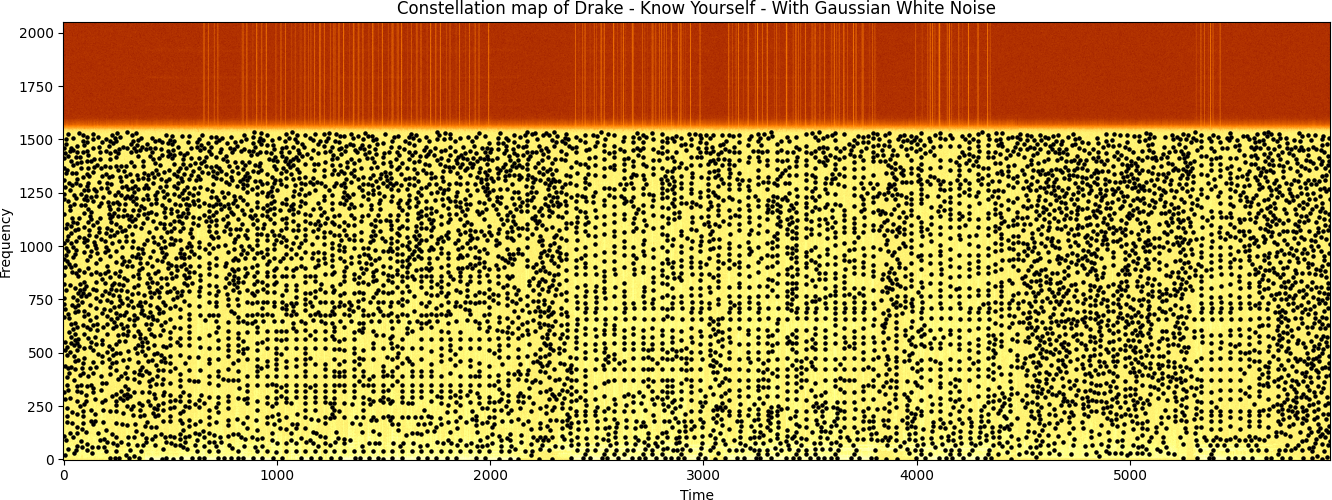 Constellation map of Drake - Know Yourself - With Gaussian White Noise
2000
1750
1500
1250
1000
750
500
250
0
Frequency
0 1000 2000 3000 4000 5000
Time